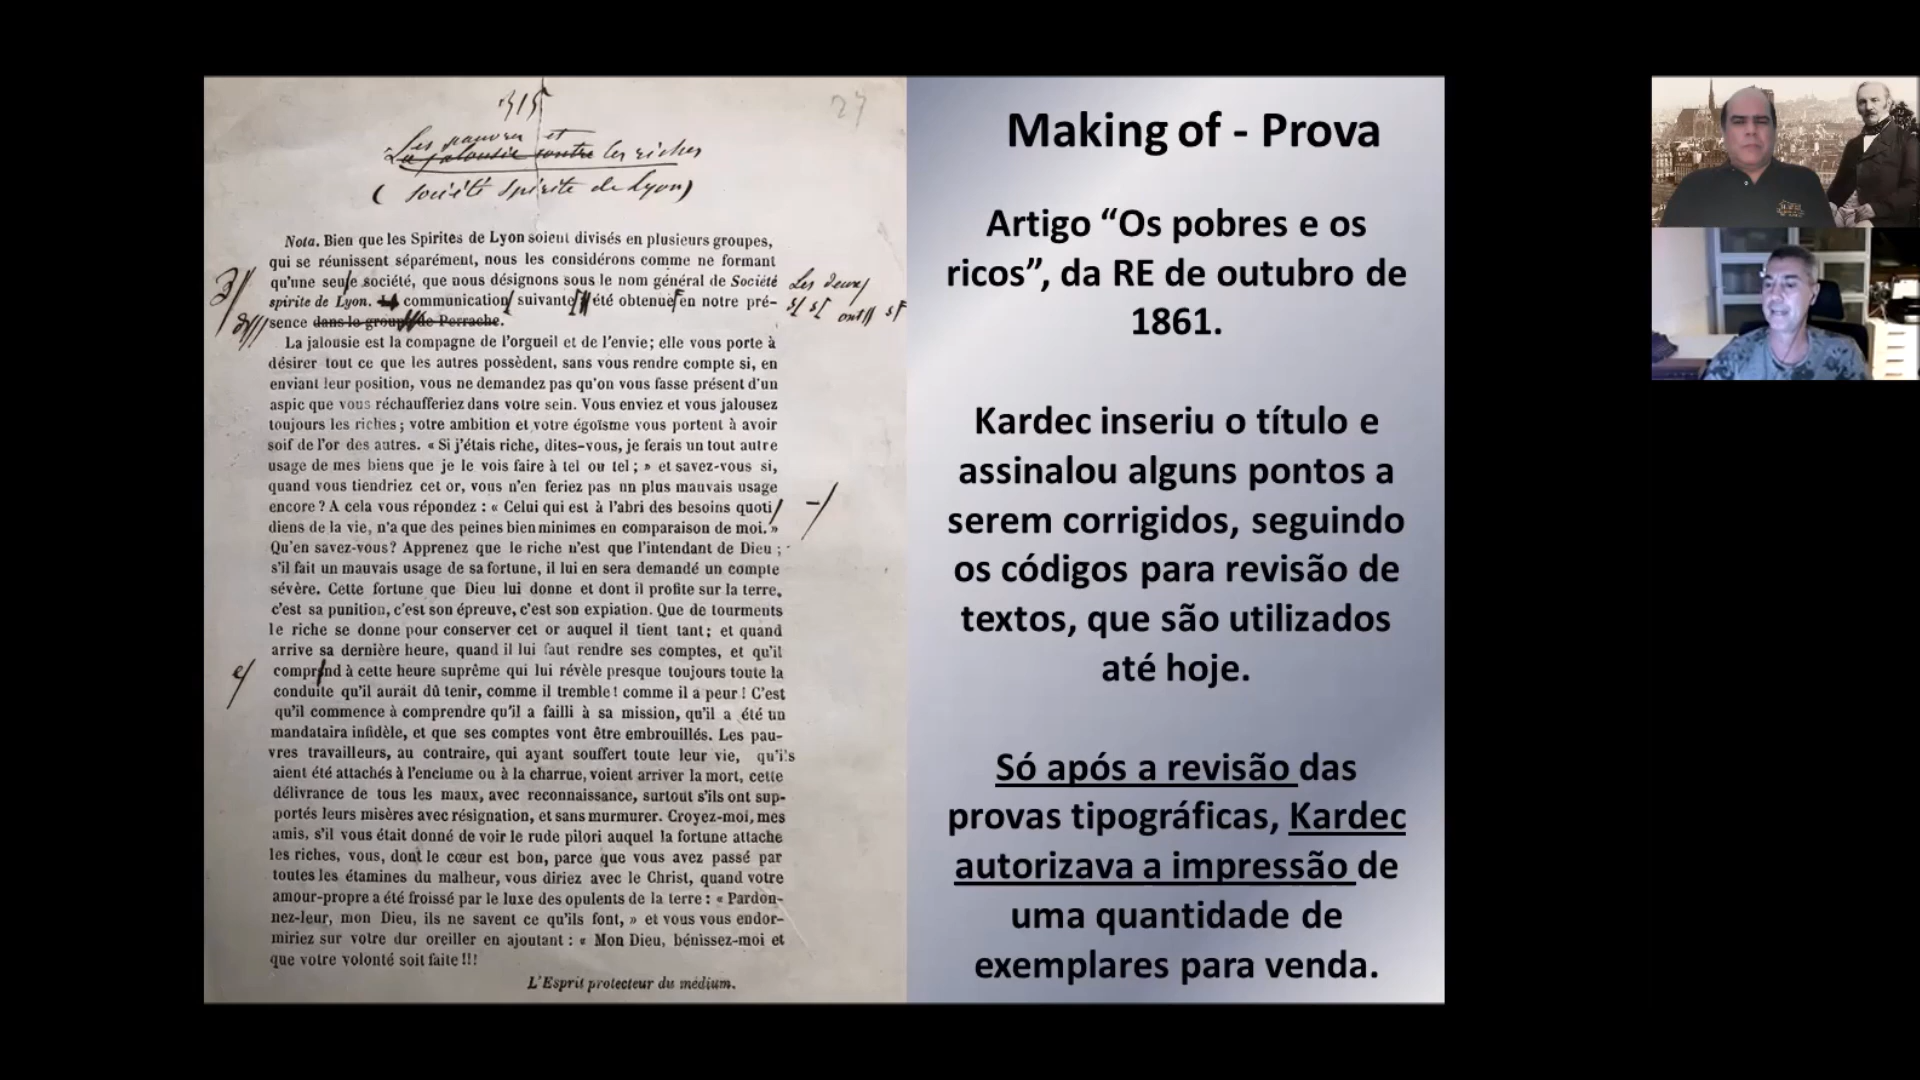 315
27
Les pauvres et
La jalousie contre les riches
(société spirite de Lyon)
Nota. Bien que les Spirites de Lyon soient divisés en plusieurs groupes,
qui se réunissent séparément, nous les considérons comme ne formant
qu'une seule société, que nous désignons sous le nom général de Société
spirite de Lyon. La communication suivante été obtenue en notre pré-
sence dans le groupe de Perrache.
Les deux
ont
La jalousie est la compagne de l'orgueil et de l'envie; elle vous porte à
désirer tout ce que les autres possèdent, sans vous rendre compte si, en
enviant leur position, vous ne demandez pas qu'on vous fasse présent d'un
aspic que vous réchaufferiez dans votre sein. Vous enviez et vous jalousez
toujours les riches; votre ambition et votre égoïsme vous portent à avoir
soif de l'or des autres. « Si j'étais riche, dites-vous, je ferais un tout autre
usage de mes biens que je le vois faire à tel ou tel; » et savez-vous si,
quand vous tiendriez cet or, vous n'en feriez pas un plus mauvais usage
encore? A cela vous répondez : « Celui qui est à l'abri des besoins quoti
diens de la vie, n'a que des peines bien minimes en comparaison de moi. »
Qu'en savez-vous? Apprenez que le riche n'est que l'intendant de Dieu;
s'il fait un mauvais usage de sa fortune, il lui en sera demandé un compte
sévère. Cette fortune que Dieu lui donne et dont il profite sur la terre,
c'est sa punition, c'est son épreuve, c'est son expiation. Que de tourments
le riche se donne pour conserver cet or auquel il tient tant; et quand
arrive sa dernière heure, quand il lui faut rendre ses comptes, et qu'il
comprend à cette heure suprême qui lui révèle presque toujours toute la
conduite qu'il aurait dû tenir, comme il tremble! comme il a peur! C'est
qu'il commence à comprendre qu'il a failli à sa mission, qu'il a été un
mandataira infidèle, et que ses comptes vont être embrouillés. Les pau-
vres travailleurs, au contraire, qui ayant souffert toute leur vie, qu'ils
aient été attachés à l'enclume ou à la charrue, voient arriver la mort, cette
délivrance de tous les maux, avec reconnaissance, surtout s'ils ont sup-
portés leurs misères avec résignation, et sans murmurer. Croyez-moi, mes
amis, s'il vous était donné de voir le rude pilori auquel la fortune attache
les riches, vous, dont le cœur est bon, parce que vous avez passé par
toutes les étamines du malheur, vous diriez avec le Christ, quand votre
amour-propre a été froissé par le luxe des opulents de la terre : « Pardon-
nez-leur, mon Dieu, ils ne savent ce qu'ils font, » et vous vous endor-
miriez sur votre dur oreiller en ajoutant : « Mon Dieu, bénissez-moi et
que votre volonté soit faite!!!
L'Esprit protecteur du médium.
Making of - Prova
Artigo “Os pobres e os
ricos”, da RE de outubro de
1861.
Kardec inseriu o título e
assinalou alguns pontos a
serem corrigidos, seguindo
os códigos para revisão de
textos, que são utilizados
até hoje.
Só após a revisão das
provas tipográficas, Kardec
autorizava a impressão de
uma quantidade de
exemplares para venda.